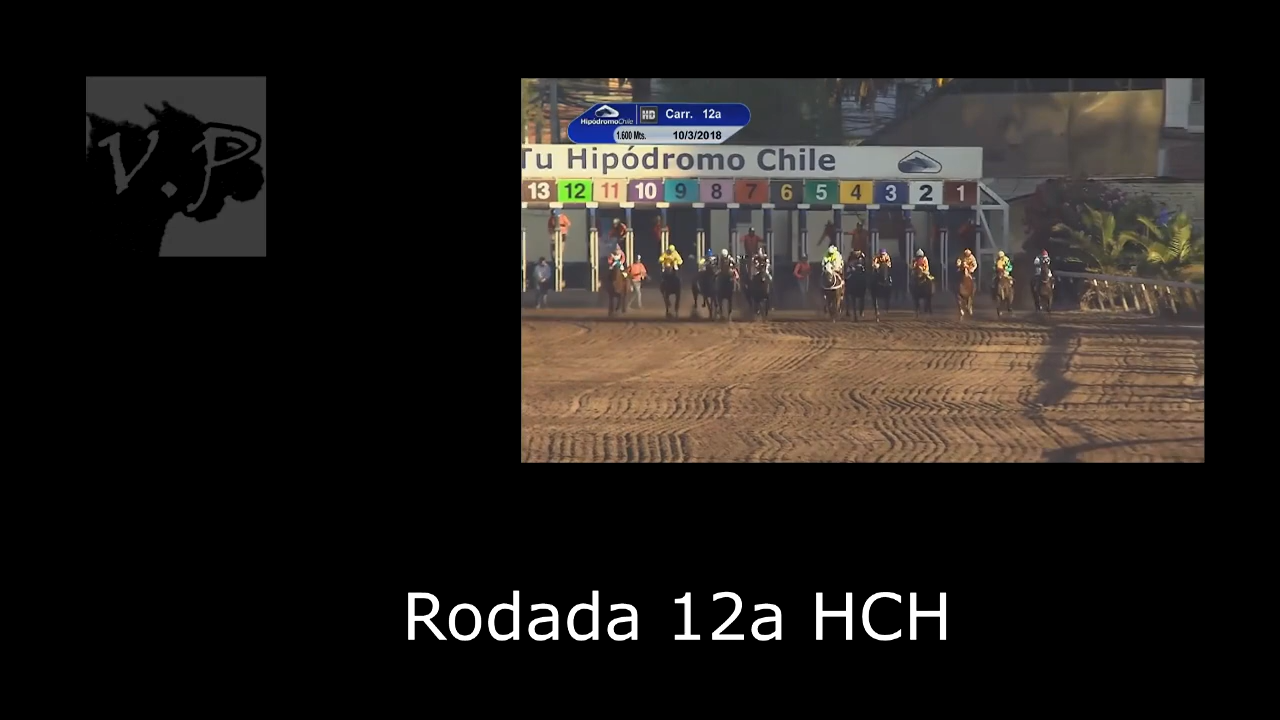 V.P
HipódromoChile HD Carr. 12a
1.600 Mts. 10/3/2018
Tu Hipódromo Chile
13 12 11 10 9 8 7 6 5 4 3 2 1
Rodada 12a HCH